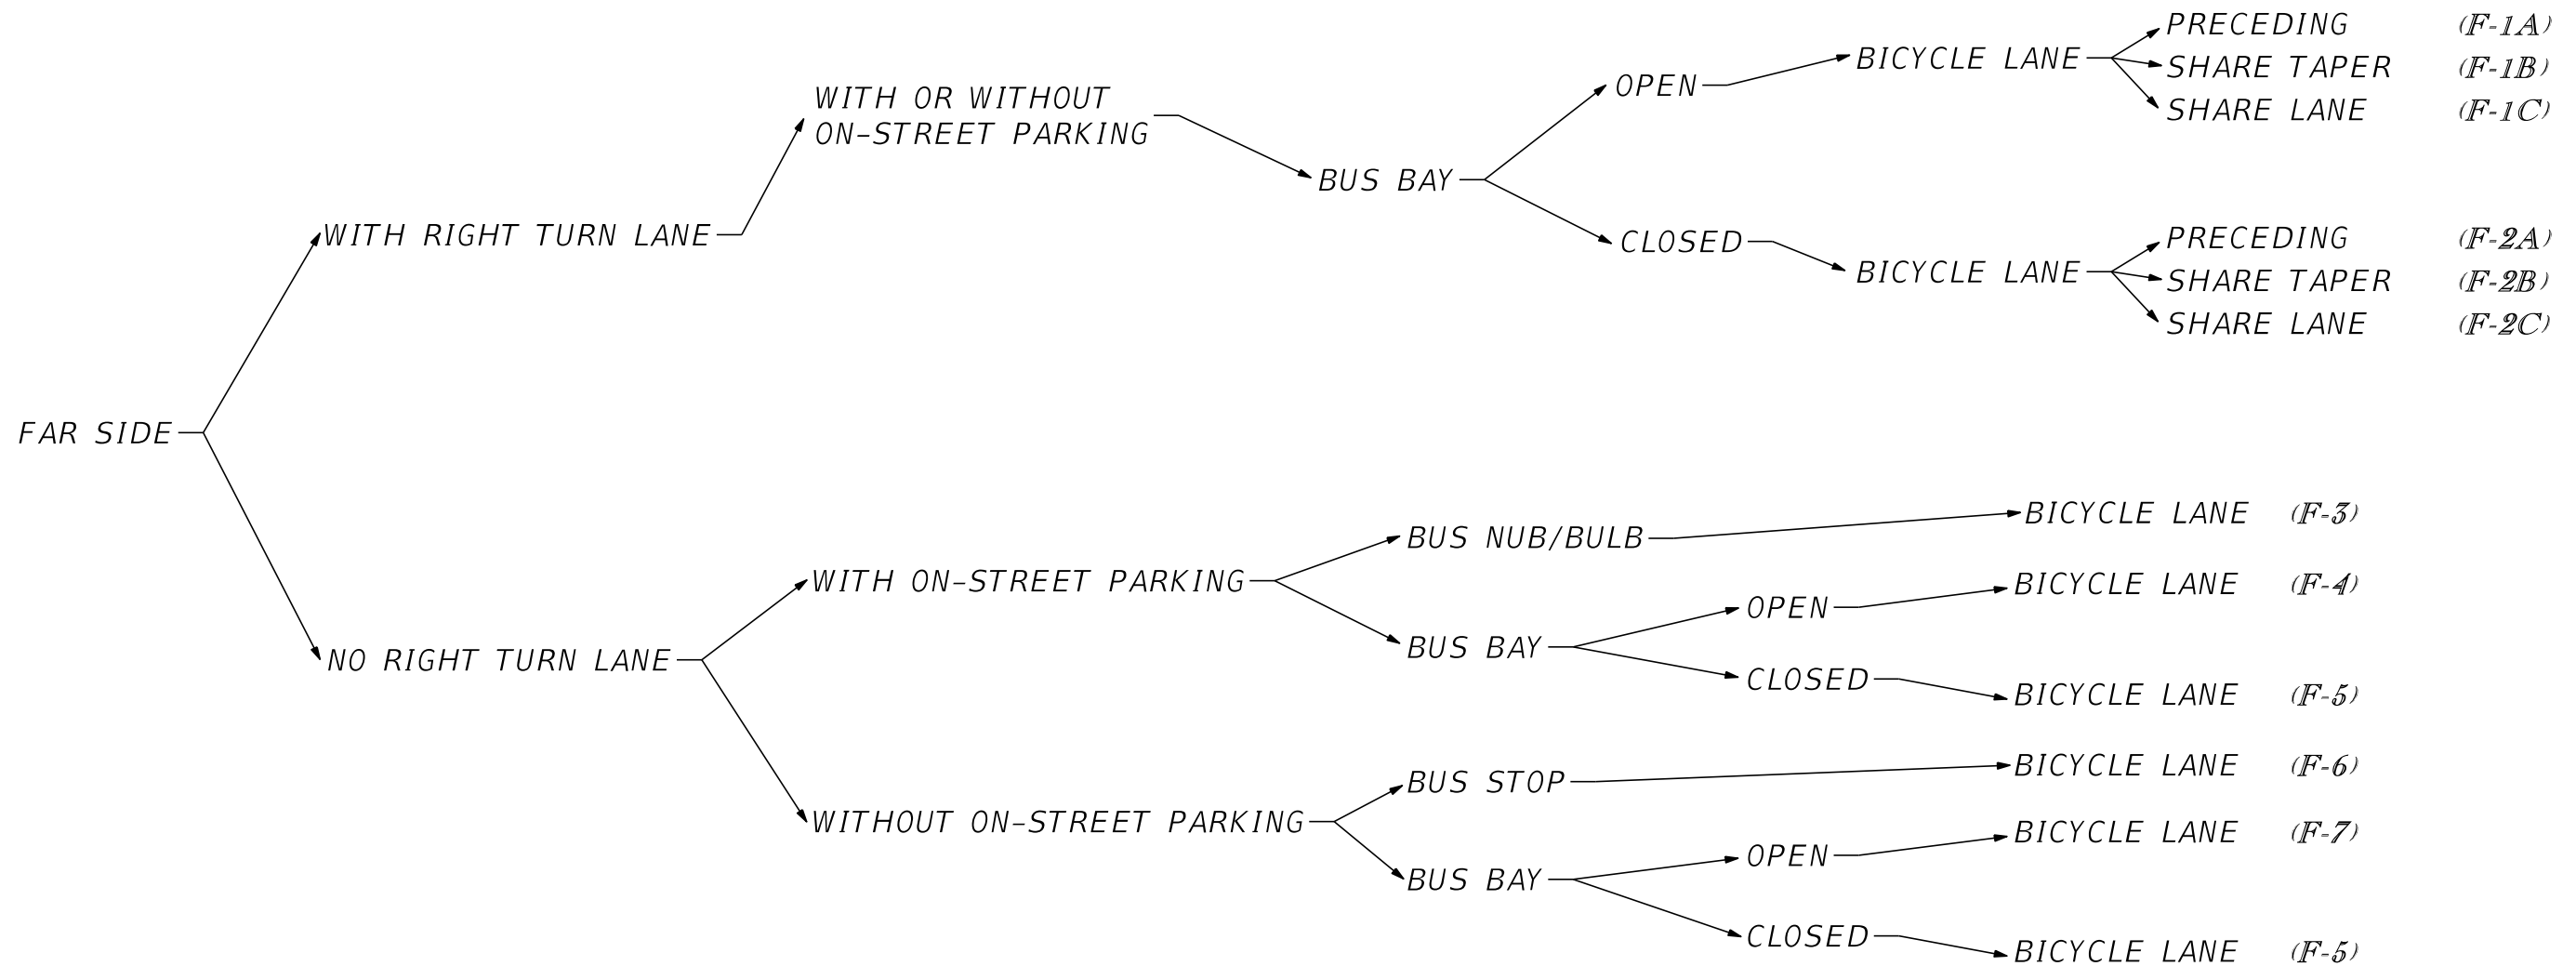 PRECEDING (F-1A)
BICYCLE LANE
SHARE TAPER (F-1B)
OPEN
SHARE LANE (F-1C)
WITH OR WITHOUT
ON-STREET PARKING
BUS BAY
WITH RIGHT TURN LANE
CLOSED
PRECEDING (F-2A)
BICYCLE LANE
SHARE TAPER (F-2B)
SHARE LANE (F-2C)
FAR SIDE
BUS NUB/BULB
BICYCLE LANE (F-3)
WITH ON-STREET PARKING
OPEN
BICYCLE LANE (F-4)
BUS BAY
NO RIGHT TURN LANE
CLOSED
BICYCLE LANE (F-5)
BUS STOP
BICYCLE LANE (F-6)
WITHOUT ON-STREET PARKING
OPEN
BICYCLE LANE (F-7)
BUS BAY
CLOSED
BICYCLE LANE (F-5)